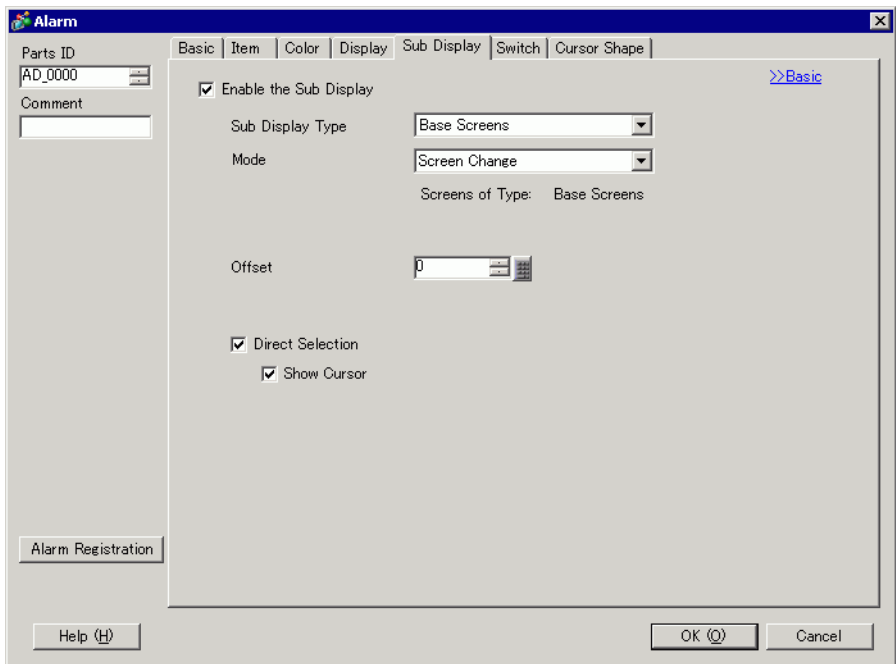 Alarm
Parts ID
AD_0000
Comment
Basic Item Color Display Sub Display Switch Cursor Shape
>>Basic
Enable the Sub Display
Sub Display Type Base Screens
Mode Screen Change
Screens of Type: Base Screens
Offset 0
Direct Selection
Show Cursor
Alarm Registration
Help (H) OK (O) Cancel